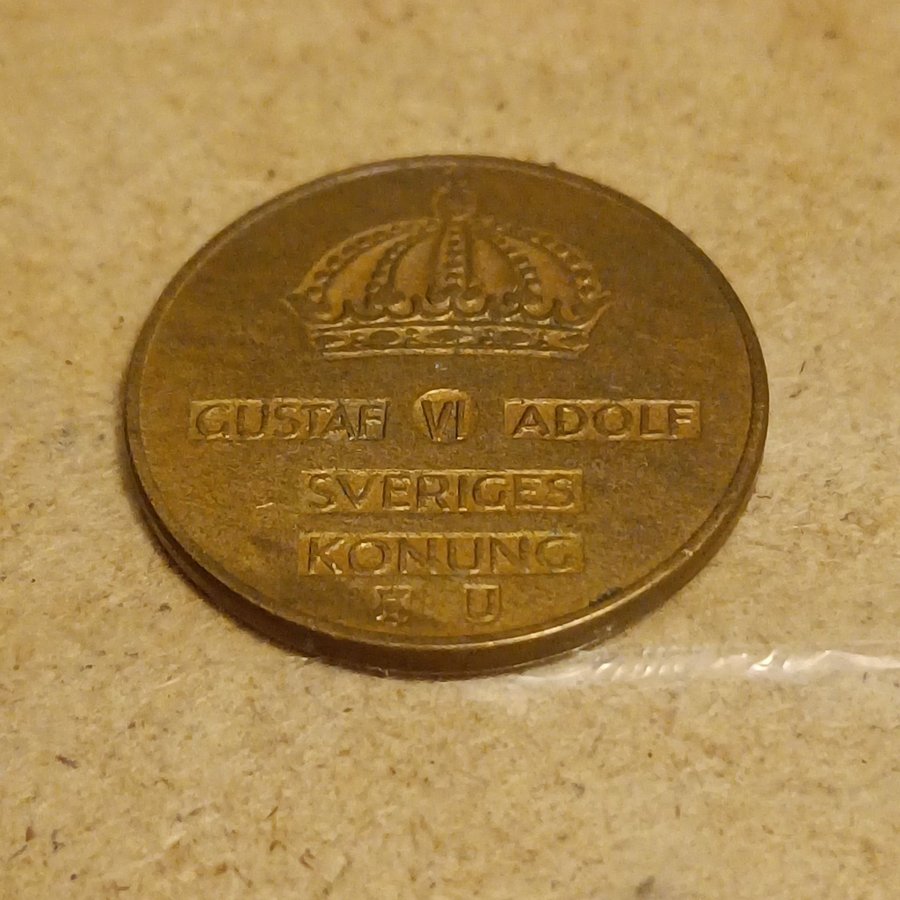 GUSTAF VI ADOLF
SVERIGES
KONUNG
H U